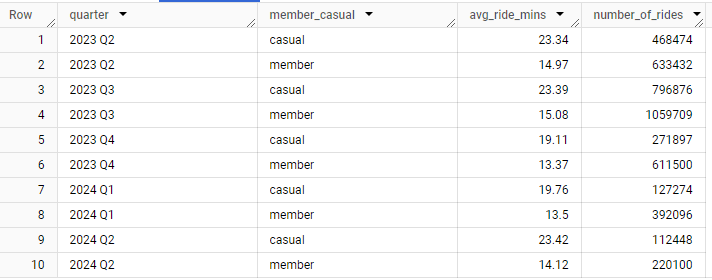 Row quarter member_casual avg_ride_mins number_of_rides
1 2023 Q2 casual 23.34 468474
2 2023 Q2 member 14.97 633432
3 2023 Q3 casual 23.39 796876
4 2023 Q3 member 15.08 1059709
5 2023 Q4 casual 19.11 271897
6 2023 Q4 member 13.37 611500
7 2024 Q1 casual 19.76 127274
8 2024 Q1 member 13.5 392096
9 2024 Q2 casual 23.42 112448
10 2024 Q2 member 14.12 220100